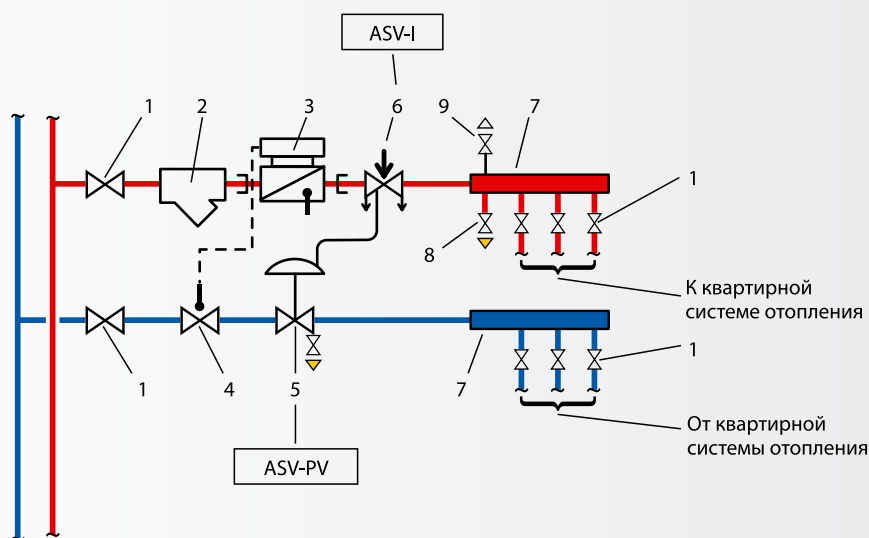 ASV-I
1
2
3
6
9
7
1
8
К квартирной
системе отопления
1
4
5
7
1
От квартирной
системы отопления
ASV-PV